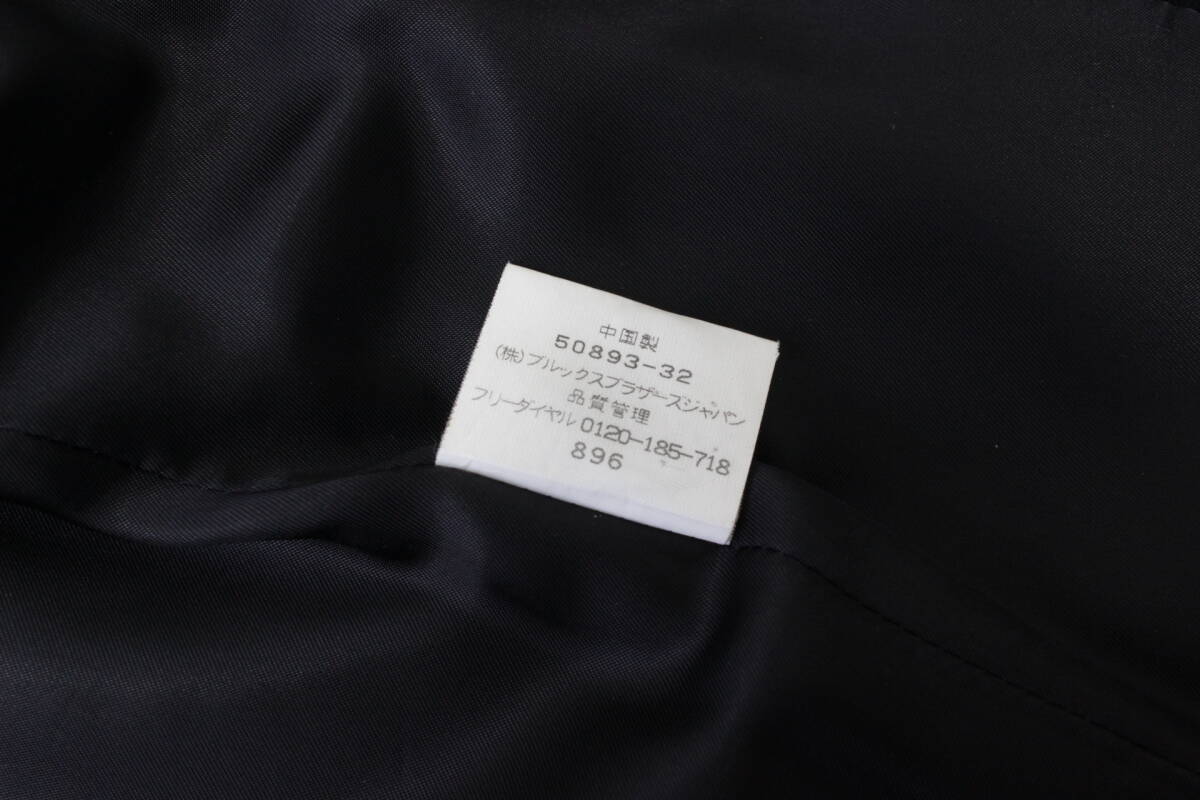 中国製
50893-32
(株)ブルックスブラザーズジャパン
品質管理
フリーダイヤル 0120-185-718
896